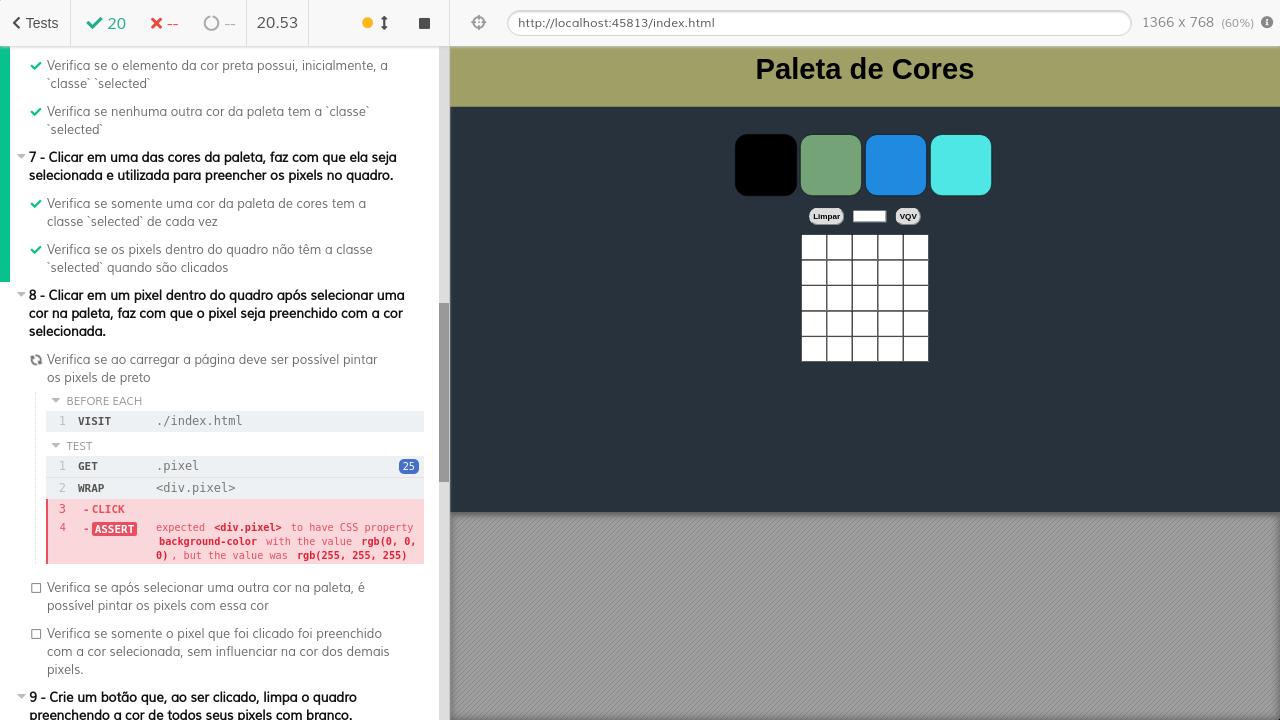 Tests
20
--
--
20.53
http://localhost:45813/index.html
1366 x 768 (60%)
Verifica se o elemento da cor preta possui, inicialmente, a
`classe` `selected`
Verifica se nenhuma outra cor da paleta tem a `classe`
`selected`
7 - Clicar em uma das cores da paleta, faz com que ela seja
selecionada e utilizada para preencher os pixels no quadro.
Verifica se somente uma cor da paleta de cores tem a
classe `selected` de cada vez
Verifica se os pixels dentro do quadro não têm a classe
`selected` quando são clicados
8 - Clicar em um pixel dentro do quadro após selecionar uma
cor na paleta, faz com que o pixel seja preenchido com a cor
selecionada.
Verifica se ao carregar a página deve ser possível pintar
os pixels de preto
BEFORE EACH
1 VISIT ./index.html
TEST
1 GET .pixel 25
2 WRAP <div.pixel>
3 - CLICK
4 - ASSERT expected <div.pixel> to have CSS property
background-color with the value rgb(0, 0,
0) , but the value was rgb(255, 255, 255)
Verifica se após selecionar uma outra cor na paleta, é
possível pintar os pixels com essa cor
Verifica se somente o pixel que foi clicado foi preenchido
com a cor selecionada, sem influenciar na cor dos demais
pixels.
9 - Crie um botão que, ao ser clicado, limpa o quadro
preenchendo a cor de todos seus pixels com branco.
Paleta de Cores
Limpar
VQV